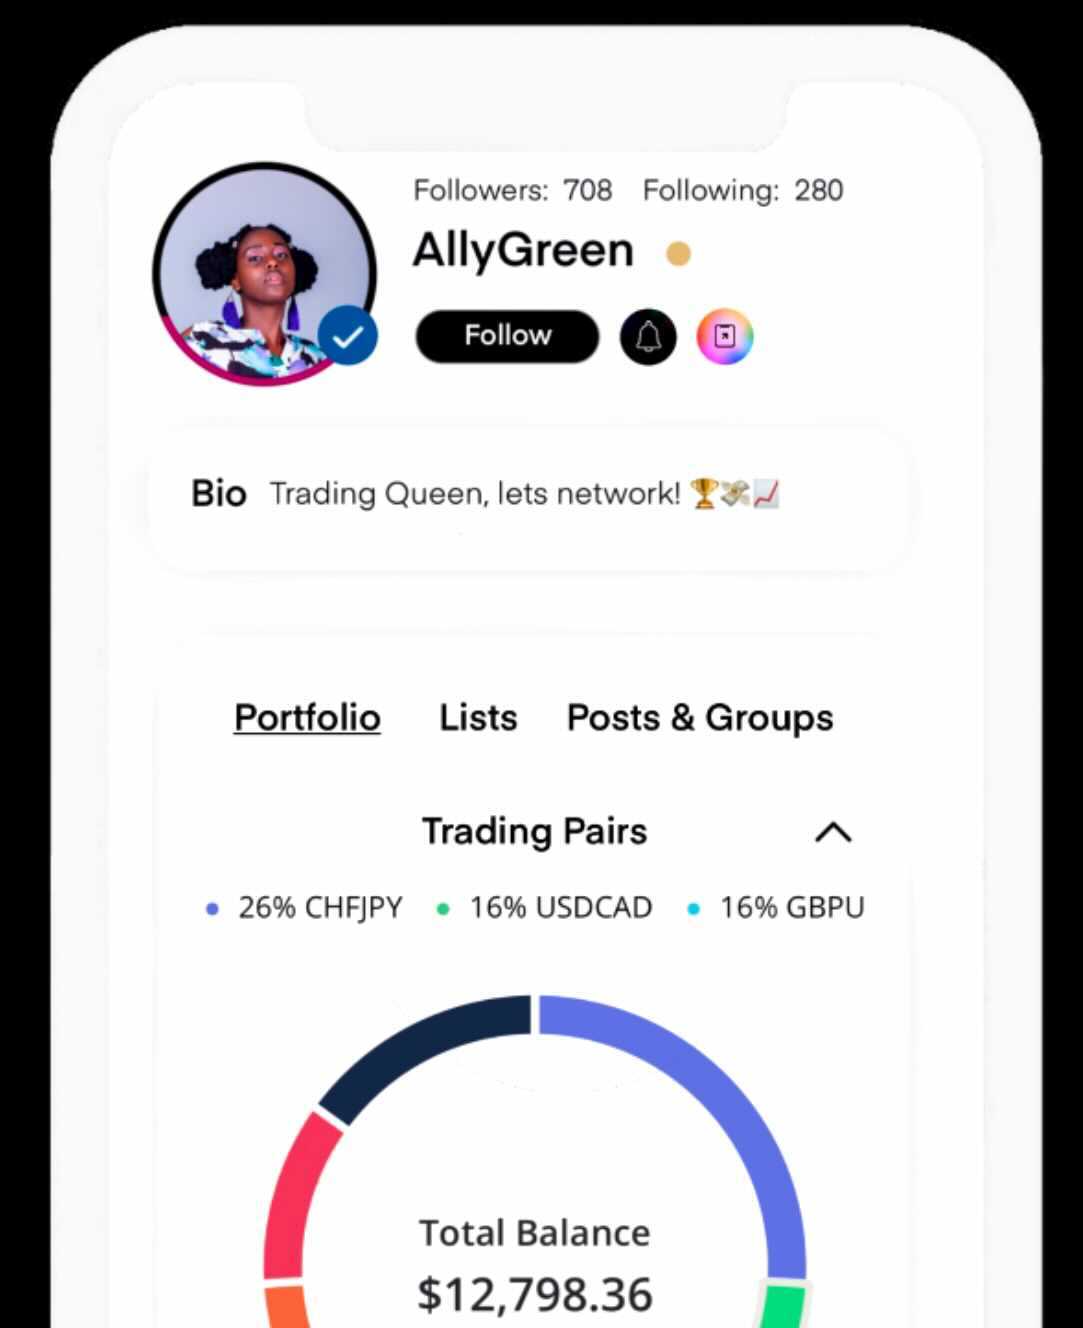 Followers: 708 Following: 280
AllyGreen
Follow
Bio Trading Queen, lets network! 🏆💸📈
Portfolio Lists Posts & Groups
Trading Pairs
26% CHFJPY 16% USDCAD 16% GBPU
Total Balance
$12,798.36